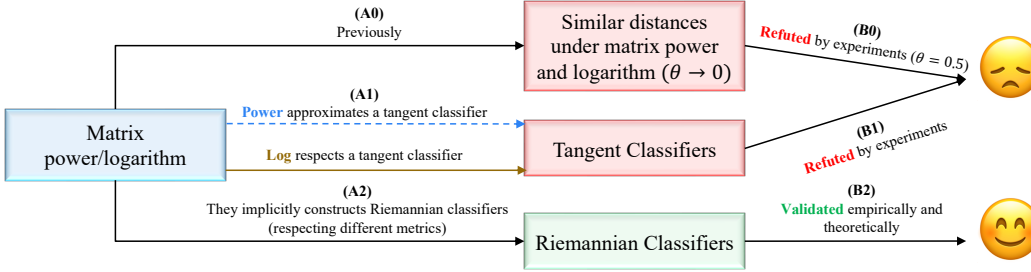 (A0)
Previously
Similar distances
under matrix power
and logarithm (θ → 0)
(B0)
Refuted by experiments (θ = 0.5)
Matrix
power/logarithm
(A1)
Power approximates a tangent classifier
Log respects a tangent classifier
Tangent Classifiers
(B1)
Refuted by experiments
(A2)
They implicitly constructs Riemannian classifiers
(respecting different metrics)
Riemannian Classifiers
(B2)
Validated empirically and
theoretically